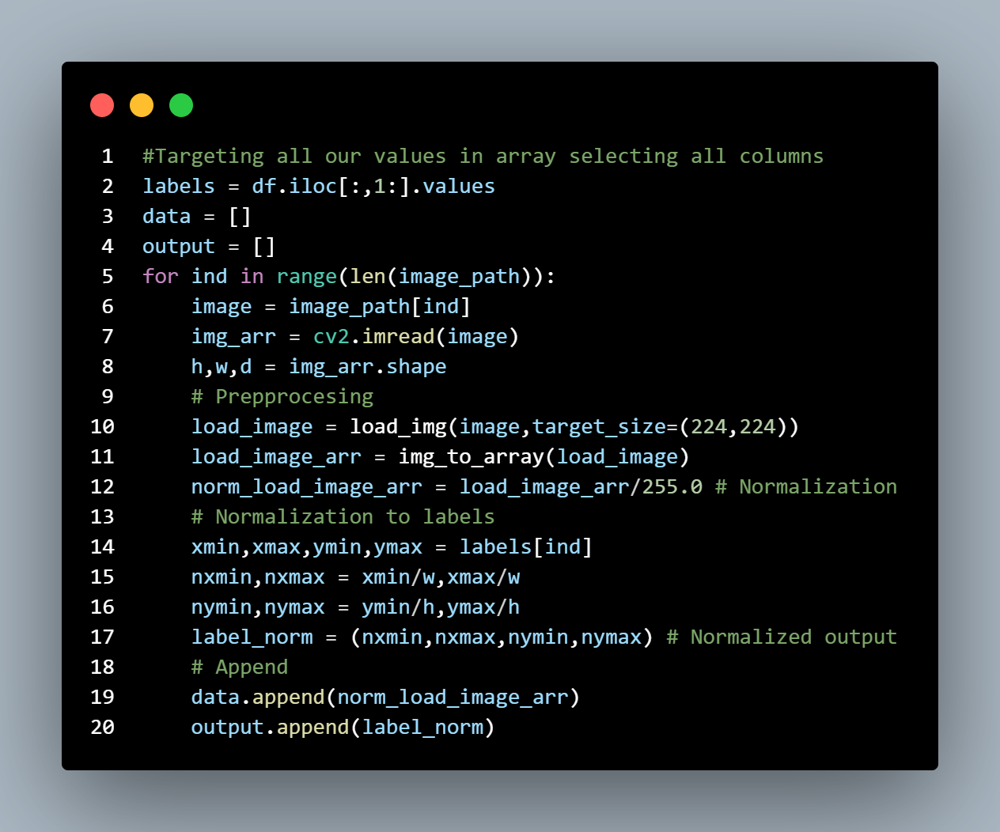 1 #Targeting all our values in array selecting all columns
2 labels = df.iloc[:,1:].values
3 data = []
4 output = []
5 for ind in range(len(image_path)):
6     image = image_path[ind]
7     img_arr = cv2.imread(image)
8     h,w,d = img_arr.shape
9     # Prepprocesing
10     load_image = load_img(image,target_size=(224,224))
11     load_image_arr = img_to_array(load_image)
12     norm_load_image_arr = load_image_arr/255.0 # Normalization
13     # Normalization to labels
14     xmin,xmax,ymin,ymax = labels[ind]
15     nxmin,nxmax = xmin/w,xmax/w
16     nymin,nymax = ymin/h,ymax/h
17     label_norm = (nxmin,nxmax,nymin,nymax) # Normalized output
18     # Append
19     data.append(norm_load_image_arr)
20     output.append(label_norm)